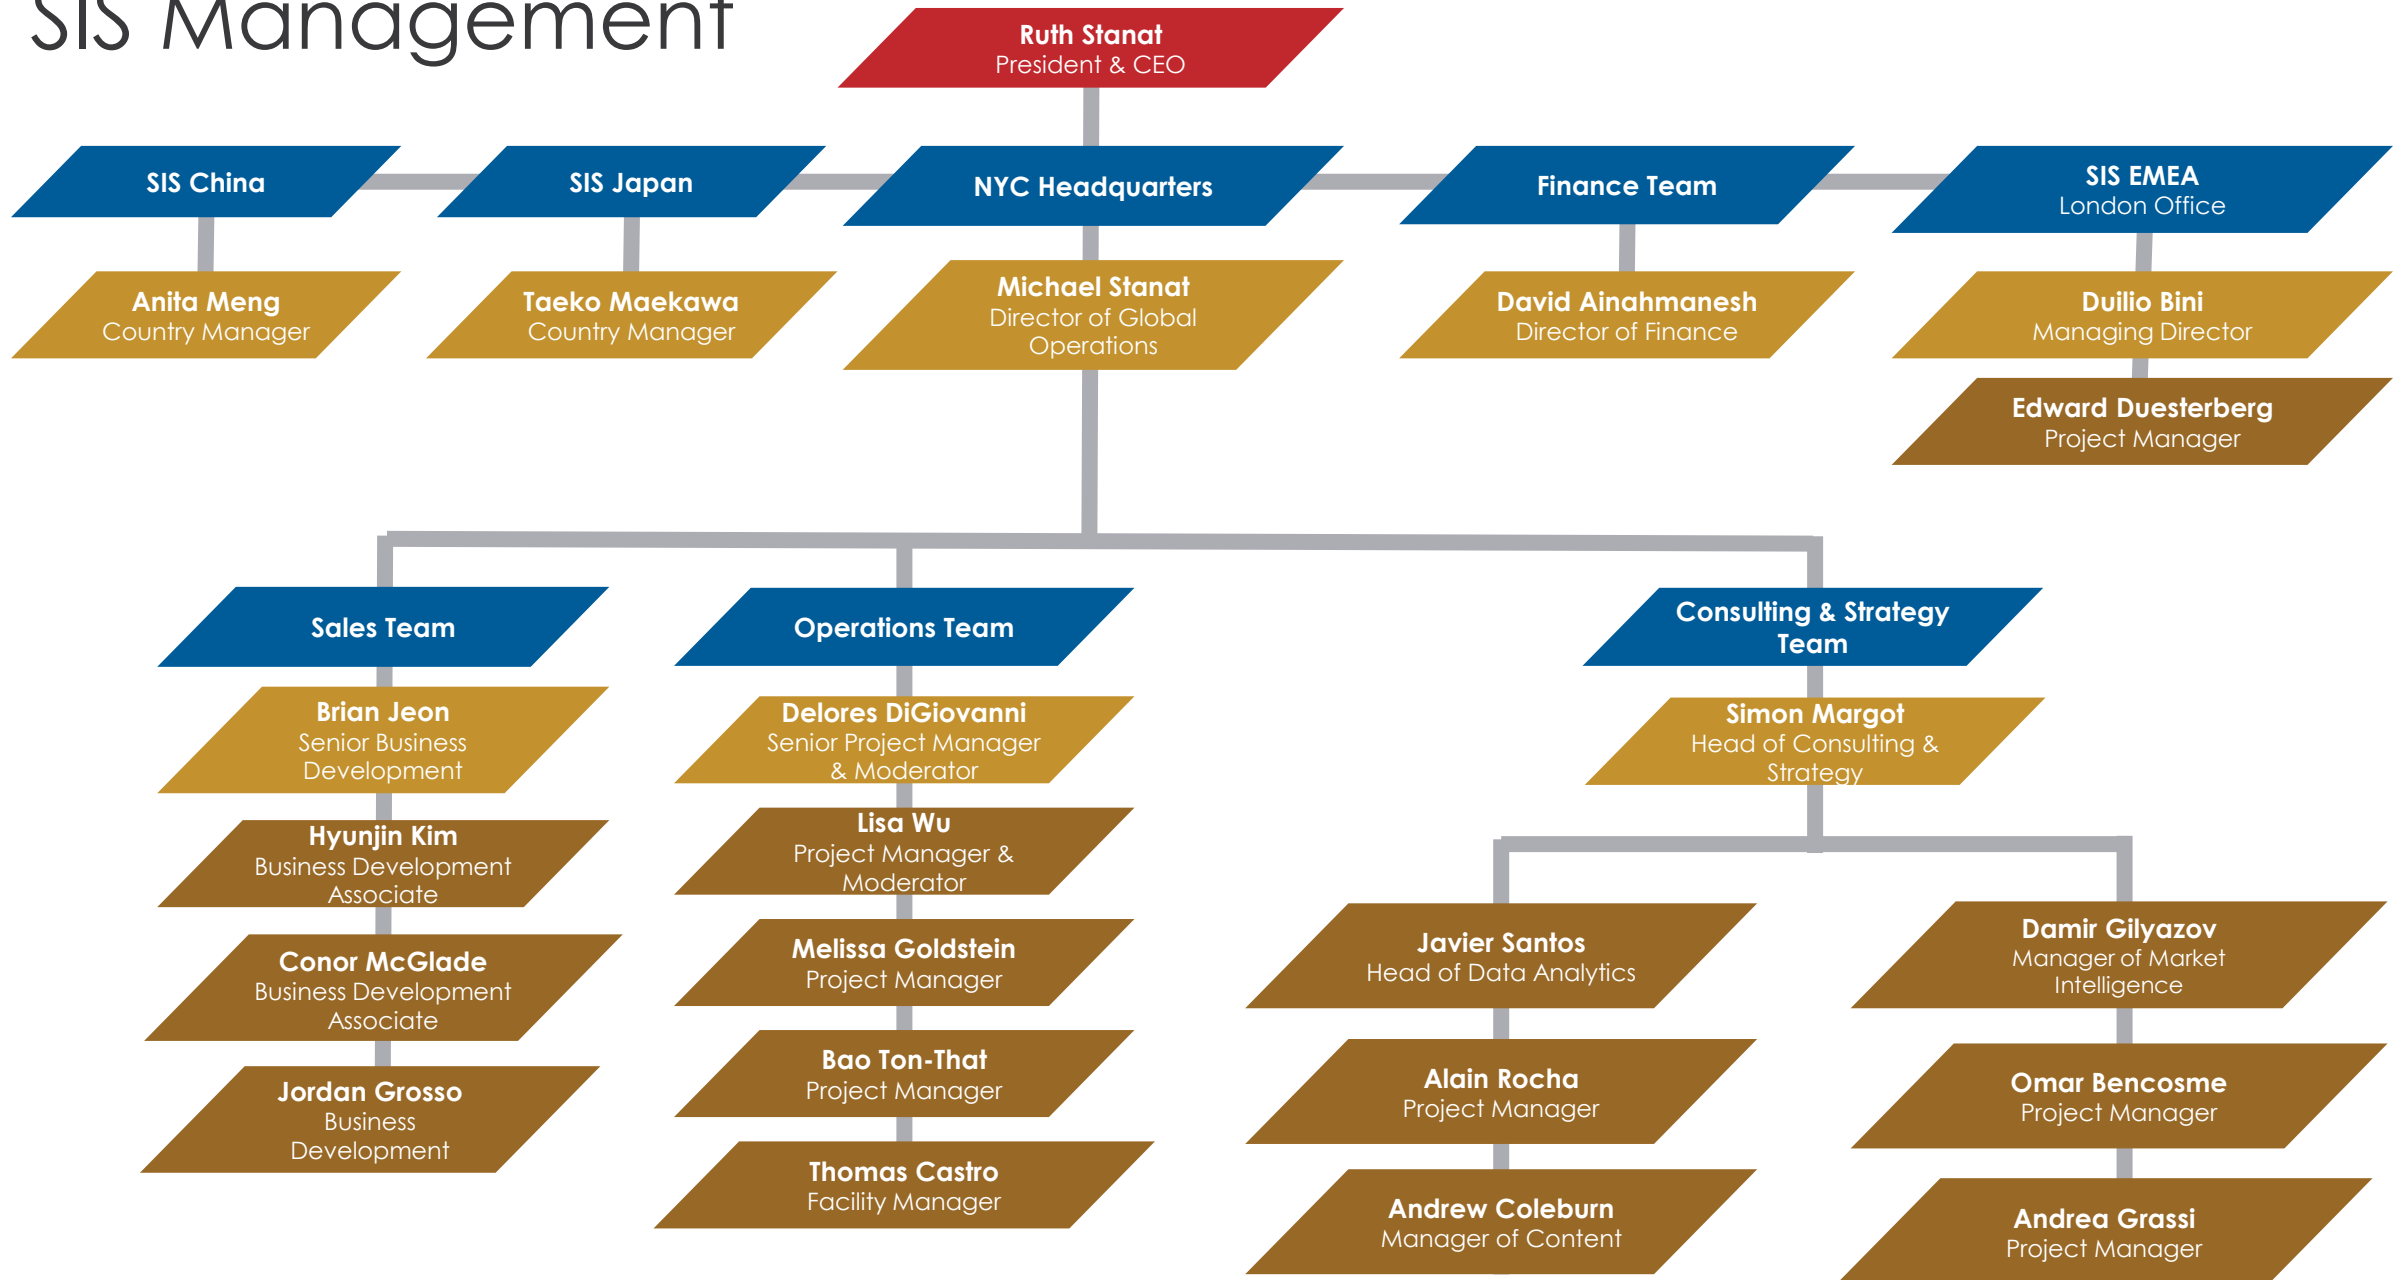 SIS Management
Ruth Stanat
President & CEO
SIS China
SIS Japan
NYC Headquarters
Finance Team
SIS EMEA
London Office
Anita Meng
Country Manager
Taeko Maekawa
Country Manager
Michael Stanat
Director of Global
Operations
David Ainahmanesh
Director of Finance
Duilio Bini
Managing Director
Edward Duesterberg
Project Manager
Sales Team
Operations Team
Consulting & Strategy
Team
Brian Jeon
Senior Business
Development
Hyunjin Kim
Business Development
Associate
Conor McGlade
Business Development
Associate
Jordan Grosso
Business
Development
Delores DiGiovanni
Senior Project Manager
& Moderator
Lisa Wu
Project Manager &
Moderator
Melissa Goldstein
Project Manager
Bao Ton-That
Project Manager
Thomas Castro
Facility Manager
Simon Margot
Head of Consulting &
Strategy
Javier Santos
Head of Data Analytics
Alain Rocha
Project Manager
Andrew Coleburn
Manager of Content
Damir Gilyazov
Manager of Market
Intelligence
Omar Bencosme
Project Manager
Andrea Grassi
Project Manager